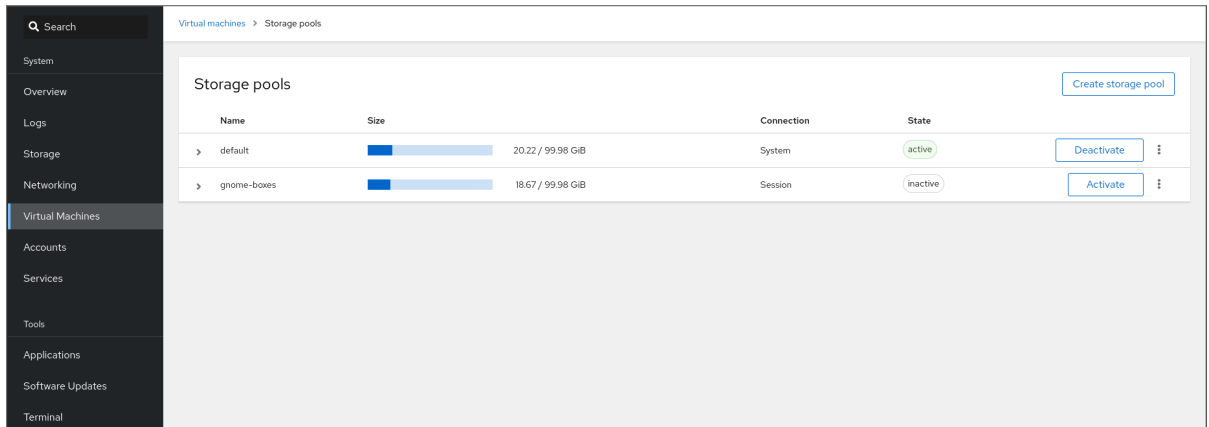 Search
System
Overview
Logs
Storage
Networking
Virtual Machines
Accounts
Services
Tools
Applications
Software Updates
Terminal
Virtual machines > Storage pools
Storage pools
Create storage pool
Name Size Connection State
default 20.22 / 99.98 GiB System active Deactivate
gnome-boxes 18.67 / 99.98 GiB Session inactive Activate